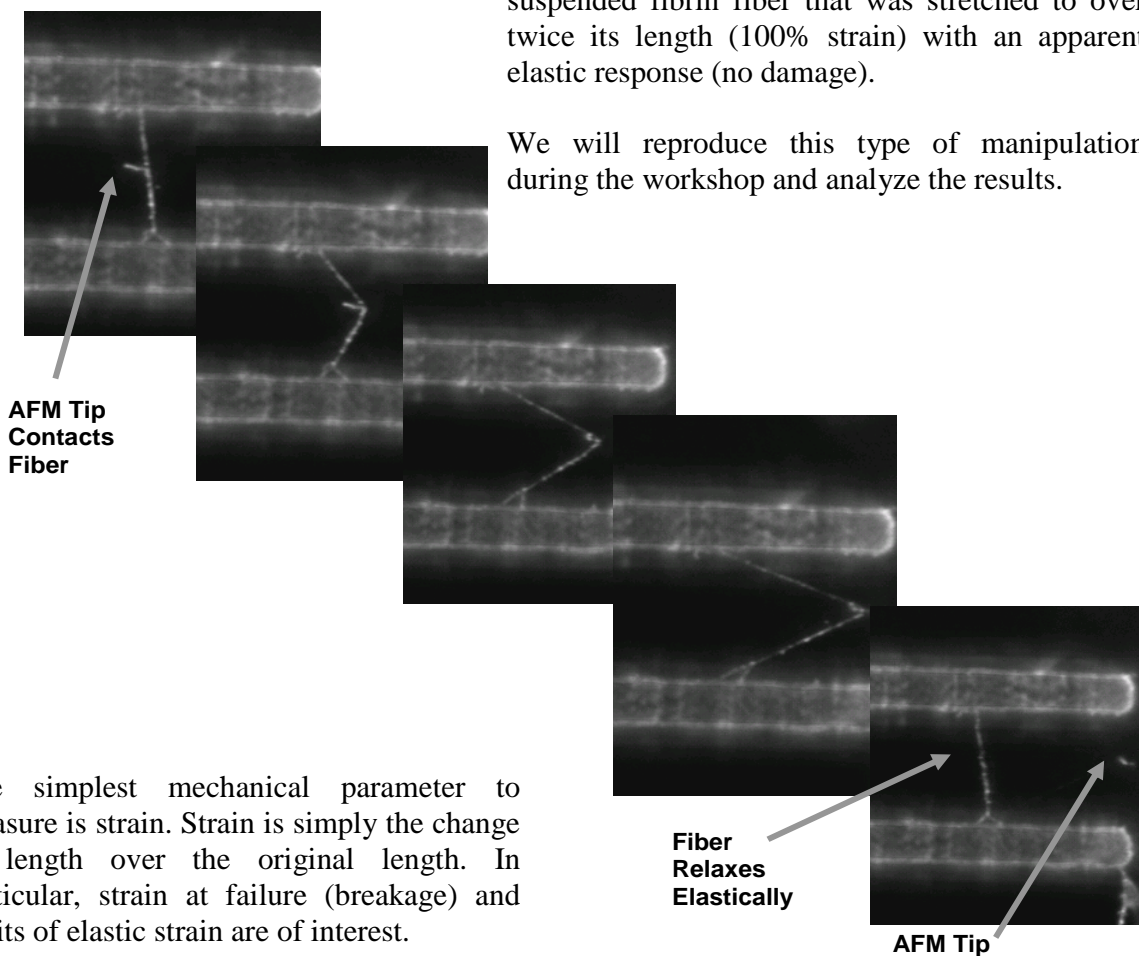 suspended fibrin fiber that was stretched to over
twice its length (100% strain) with an apparent
elastic response (no damage).
We will reproduce this type of manipulation
during the workshop and analyze the results.
AFM Tip
Contacts
Fiber
simplest mechanical parameter to
is strain. Strain is simply the change
length over the original length. In
strain at failure (breakage) and
of elastic strain are of interest.
Fiber
Relaxes
Elastically
AFM Tip